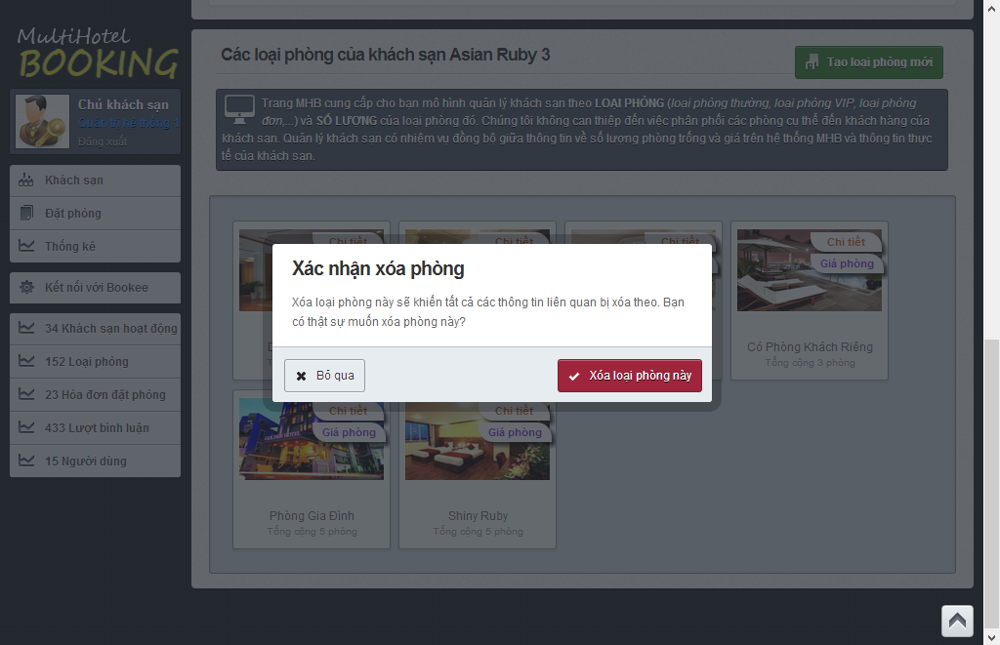 MultiHotel
BOOKING
Chủ khách sạn
Quản trị hệ thống 1
Đăng xuất
Khách sạn
Đặt phòng
Thống kê
Kết nối với Bookee
34 Khách sạn hoạt động
152 Loại phòng
23 Hóa đơn đặt phòng
433 Lượt bình luận
15 Người dùng
Các loại phòng của khách sạn Asian Ruby 3
Tạo loại phòng mới
Trang MHB cung cấp cho bạn mô hình quản lý khách sạn theo LOẠI PHÒNG (loại phòng thường, loại phòng VIP, loại phòng
đơn,...) và SỐ LƯỢNG của loại phòng đó. Chúng tôi không can thiệp đến việc phân phối các phòng cụ thể đến khách hàng của
khách sạn. Quản lý khách sạn có nhiệm vụ đồng bộ giữa thông tin về số lượng phòng trống và giá trên hệ thống MHB và thông tin thực
tế của khách sạn.
Chi tiết
Chi tiết
Chi tiết
Chi tiết
Giá phòng
Có Phòng Khách Riêng
Tổng cộng 3 phòng
Xác nhận xóa phòng
Xóa loại phòng này sẽ khiến tất cả các thông tin liên quan bị xóa theo. Bạn
có thật sự muốn xóa phòng này?
Bỏ qua
Xóa loại phòng này
Chi tiết
Giá phòng
Phòng Gia Đình
Tổng cộng 5 phòng
Chi tiết
Giá phòng
Shiny Ruby
Tổng cộng 5 phòng